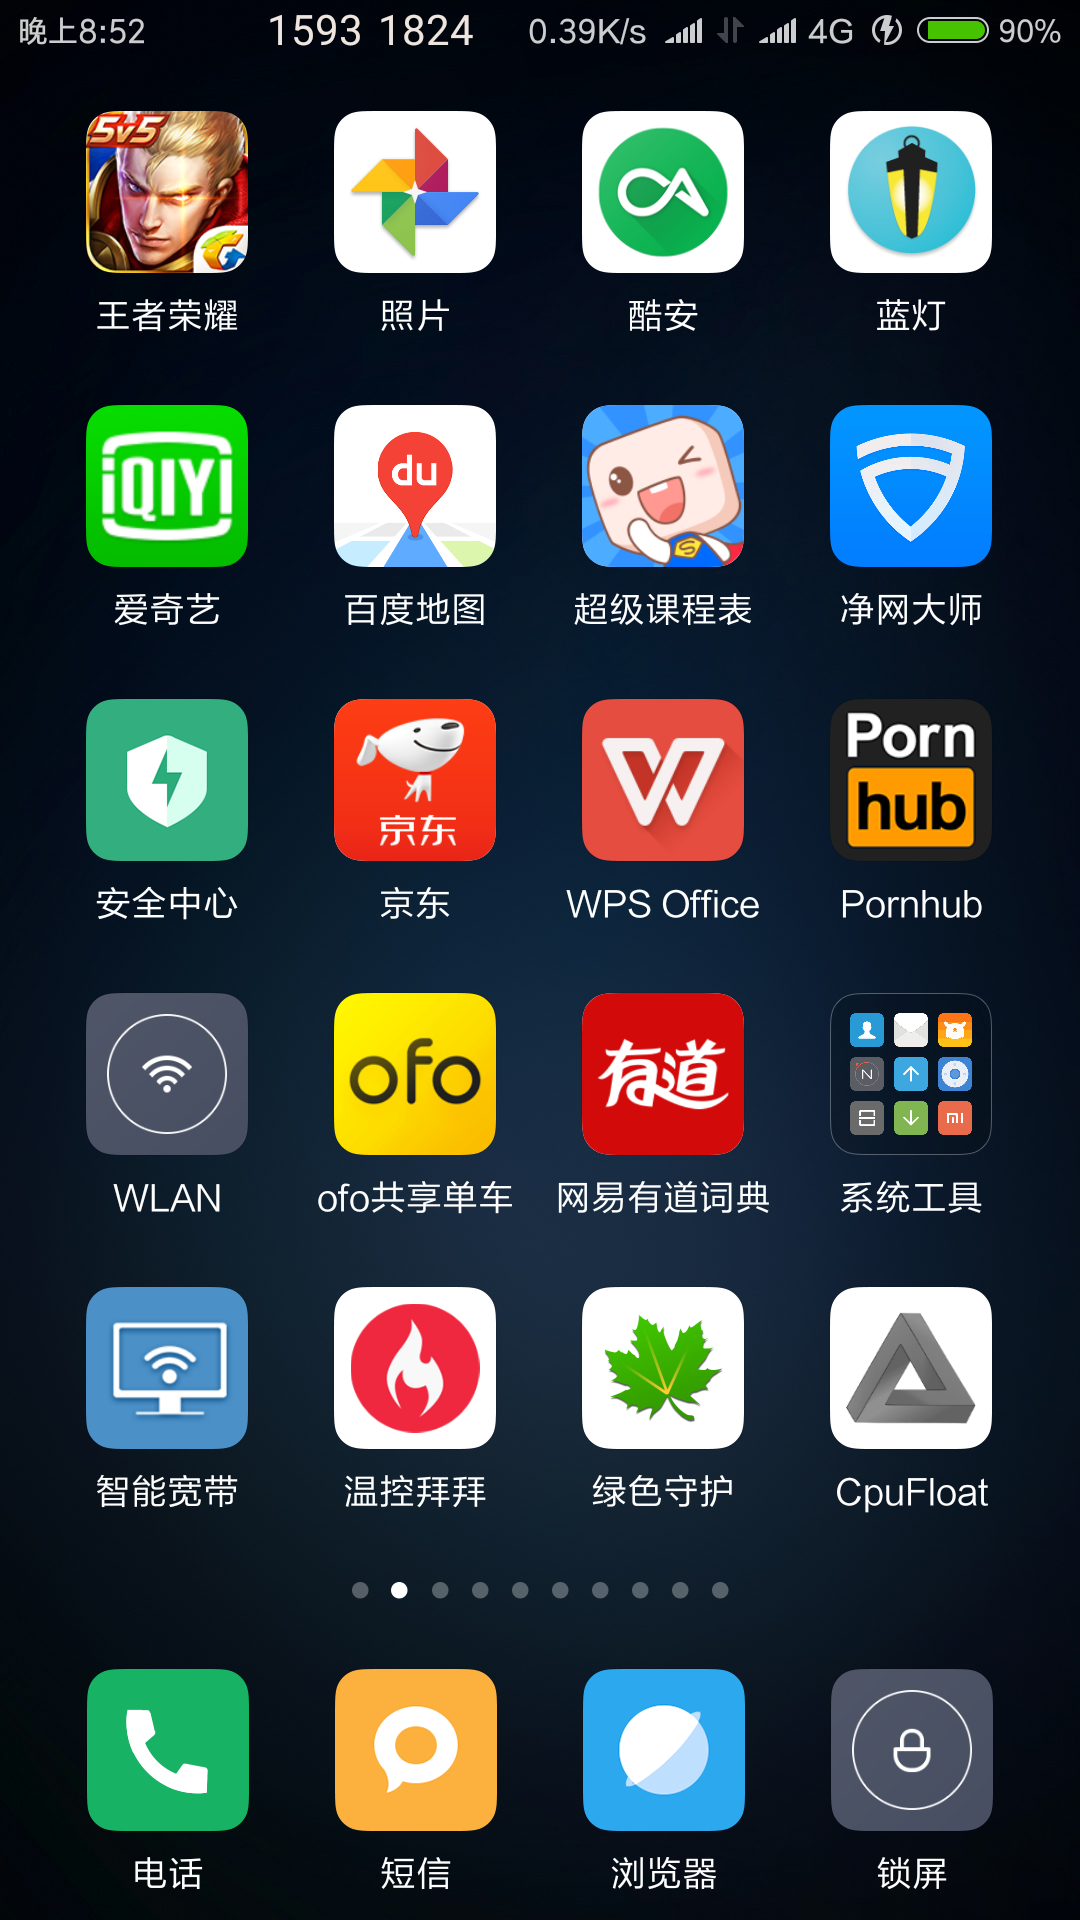 晚上8:52 1593 1824 0.39K/s 4G 90%
5v5
王者荣耀 照片 酷安 蓝灯
iQIYI du S
爱奇艺 百度地图 超级课程表 净网大师
京东 Porn
hub
安全中心 京东 WPS Office Pornhub
ofo 有道 N MI
WLAN ofo共享单车 网易有道词典 系统工具
智能宽带 温控拜拜 绿色守护 CpuFloat
电话 短信 浏览器 锁屏